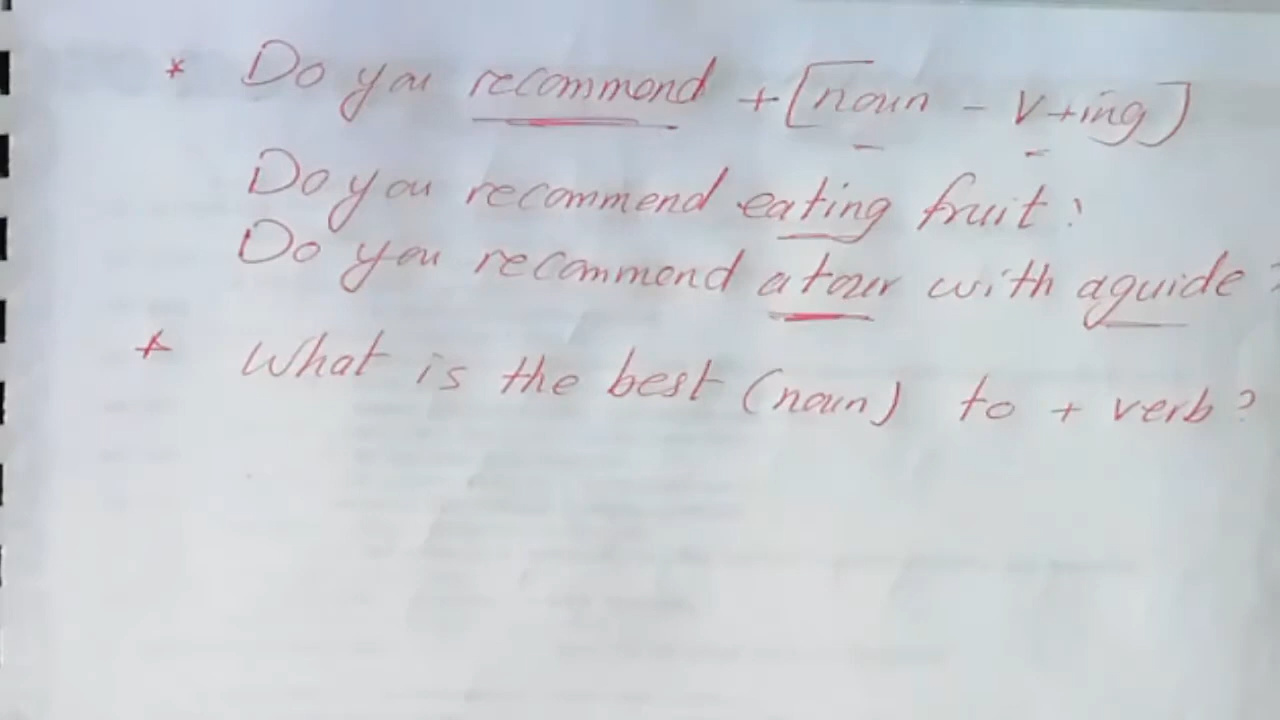 * Do you recommend + [noun - V+ing]
Do you recommend eating fruit?
Do you recommend a tour with a guide?
* What is the best (noun) to + verb?